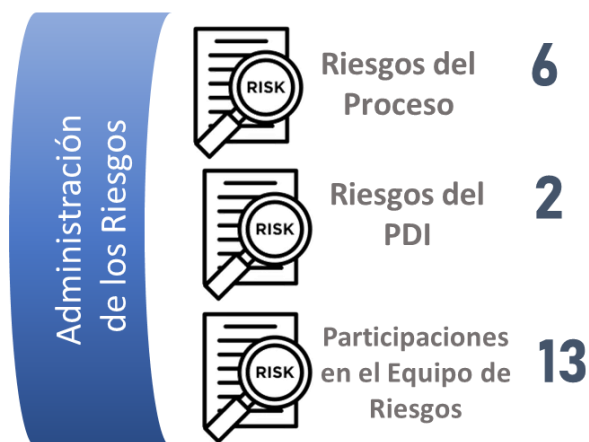 Administración
de los Riesgos
RISK
Riesgos del
Proceso
6
RISK
Riesgos del
PDI
2
RISK
Participaciones
en el Equipo de
Riesgos
13